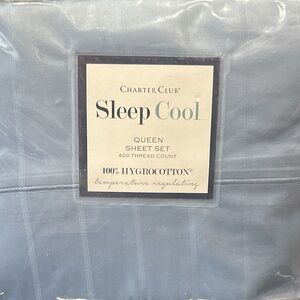 CHARTER CLUB®
Sleep Cool
QUEEN
SHEET SET
400 THREAD COUNT
100% HYGROCOTTON®
temperature regulating